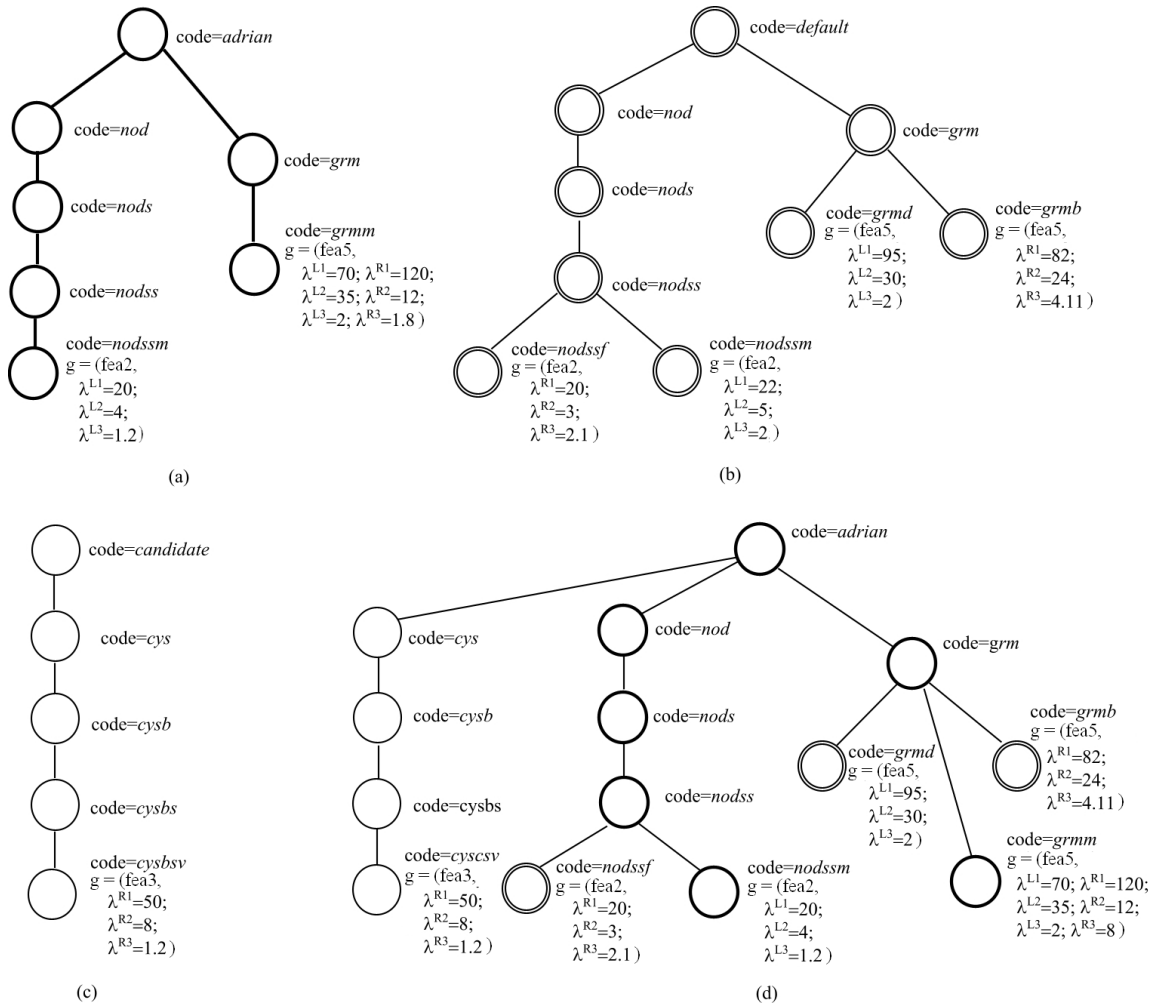 code=adrian
code=nod
code=grm
code=nods
code=grmm
g = (fea5,
λL1=70; λR1=120;
λL2=35; λR2=12;
λL3=2; λR3=1.8 )
code=nodss
code=nodssm
g = (fea2,
λL1=20;
λL2=4;
λL3=1.2)
(a)
code=default
code=nod
code=grm
code=nods
code=grmd
g = (fea5,
λL1=95;
λL2=30;
λL3=2 )
code=grmb
g = (fea5,
λR1=82;
λR2=24;
λR3=4.11 )
code=nodss
code=nodssf
g = (fea2,
λR1=20;
λR2=3;
λR3=2.1 )
code=nodssm
g = (fea2,
λL1=22;
λL2=5;
λL3=2 )
(b)
code=candidate
code=cys
code=cysb
code=cysbs
code=cysbsv
g = (fea3,
λR1=50;
λR2=8;
λR3=1.2 )
(c)
code=adrian
code=cys
code=nod
code=grm
code=cysb
code=nods
code=grmd
g = (fea5,
λL1=95;
λL2=30;
λL3=2 )
code=grmb
g = (fea5,
λR1=82;
λR2=24;
λR3=4.11 )
code=cysbs
code=nodss
code=cyscsv
g = (fea3,
λR1=50;
λR2=8;
λR3=1.2 )
code=nodssf
g = (fea2,
λR1=20;
λR2=3;
λR3=2.1 )
code=nodssm
g = (fea2,
λL1=20;
λL2=4;
λL3=1.2 )
code=grmm
g = (fea5,
λL1=70; λR1=120;
λL2=35; λR2=12;
λL3=2; λR3=8 )
(d)